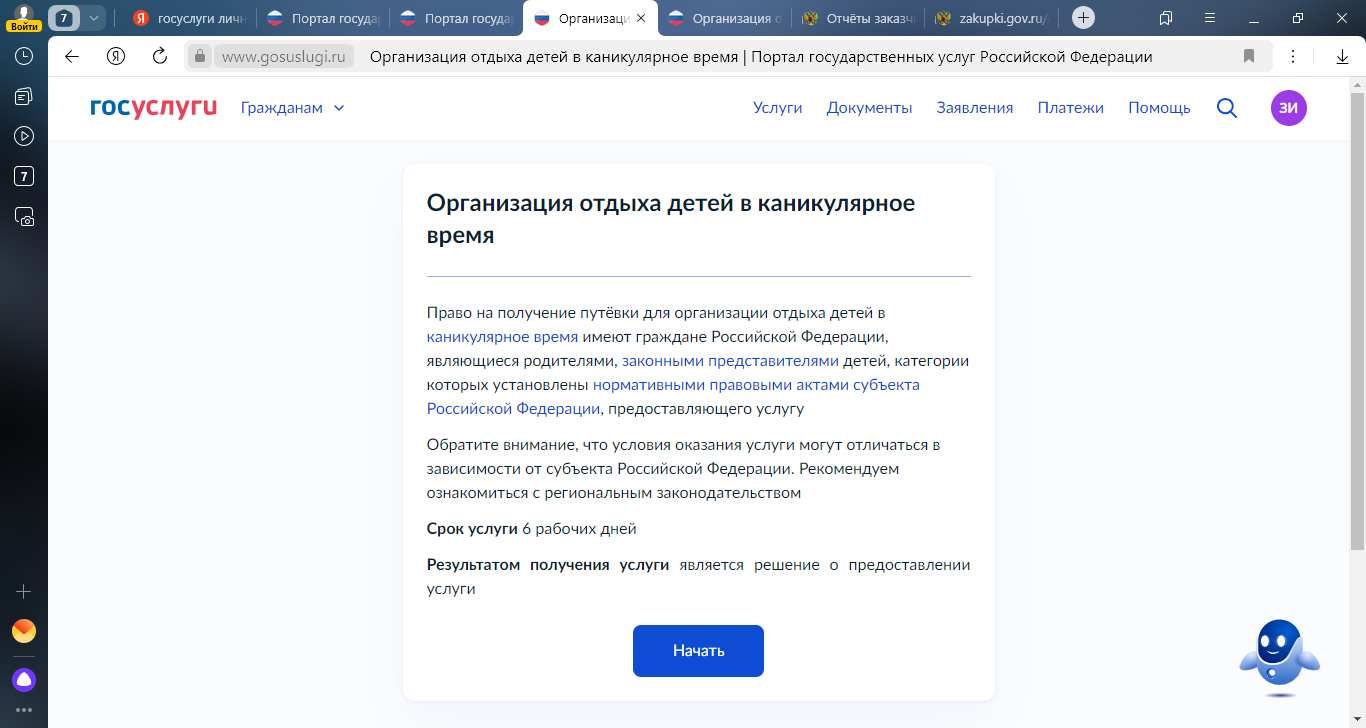 Войти
7
госуслуги личн
Портал госуда
Портал госуда
Организаци
Организация о
Отчёты заказч
zakupki.gov.ru/
www.gosuslugi.ru
Организация отдыха детей в каникулярное время | Портал государственных услуг Российской Федерации
7
госуслуги
Гражданам
Услуги
Документы
Заявления
Платежи
Помощь
ЗИ
Организация отдыха детей в каникулярное
время
Право на получение путёвки для организации отдыха детей в
каникулярное время имеют граждане Российской Федерации,
являющиеся родителями, законными представителями детей, категории
которых установлены нормативными правовыми актами субъекта
Российской Федерации, предоставляющего услугу
Обратите внимание, что условия оказания услуги могут отличаться в
зависимости от субъекта Российской Федерации. Рекомендуем
ознакомиться с региональным законодательством
Срок услуги 6 рабочих дней
Результатом получения услуги является решение о предоставлении
услуги
Начать